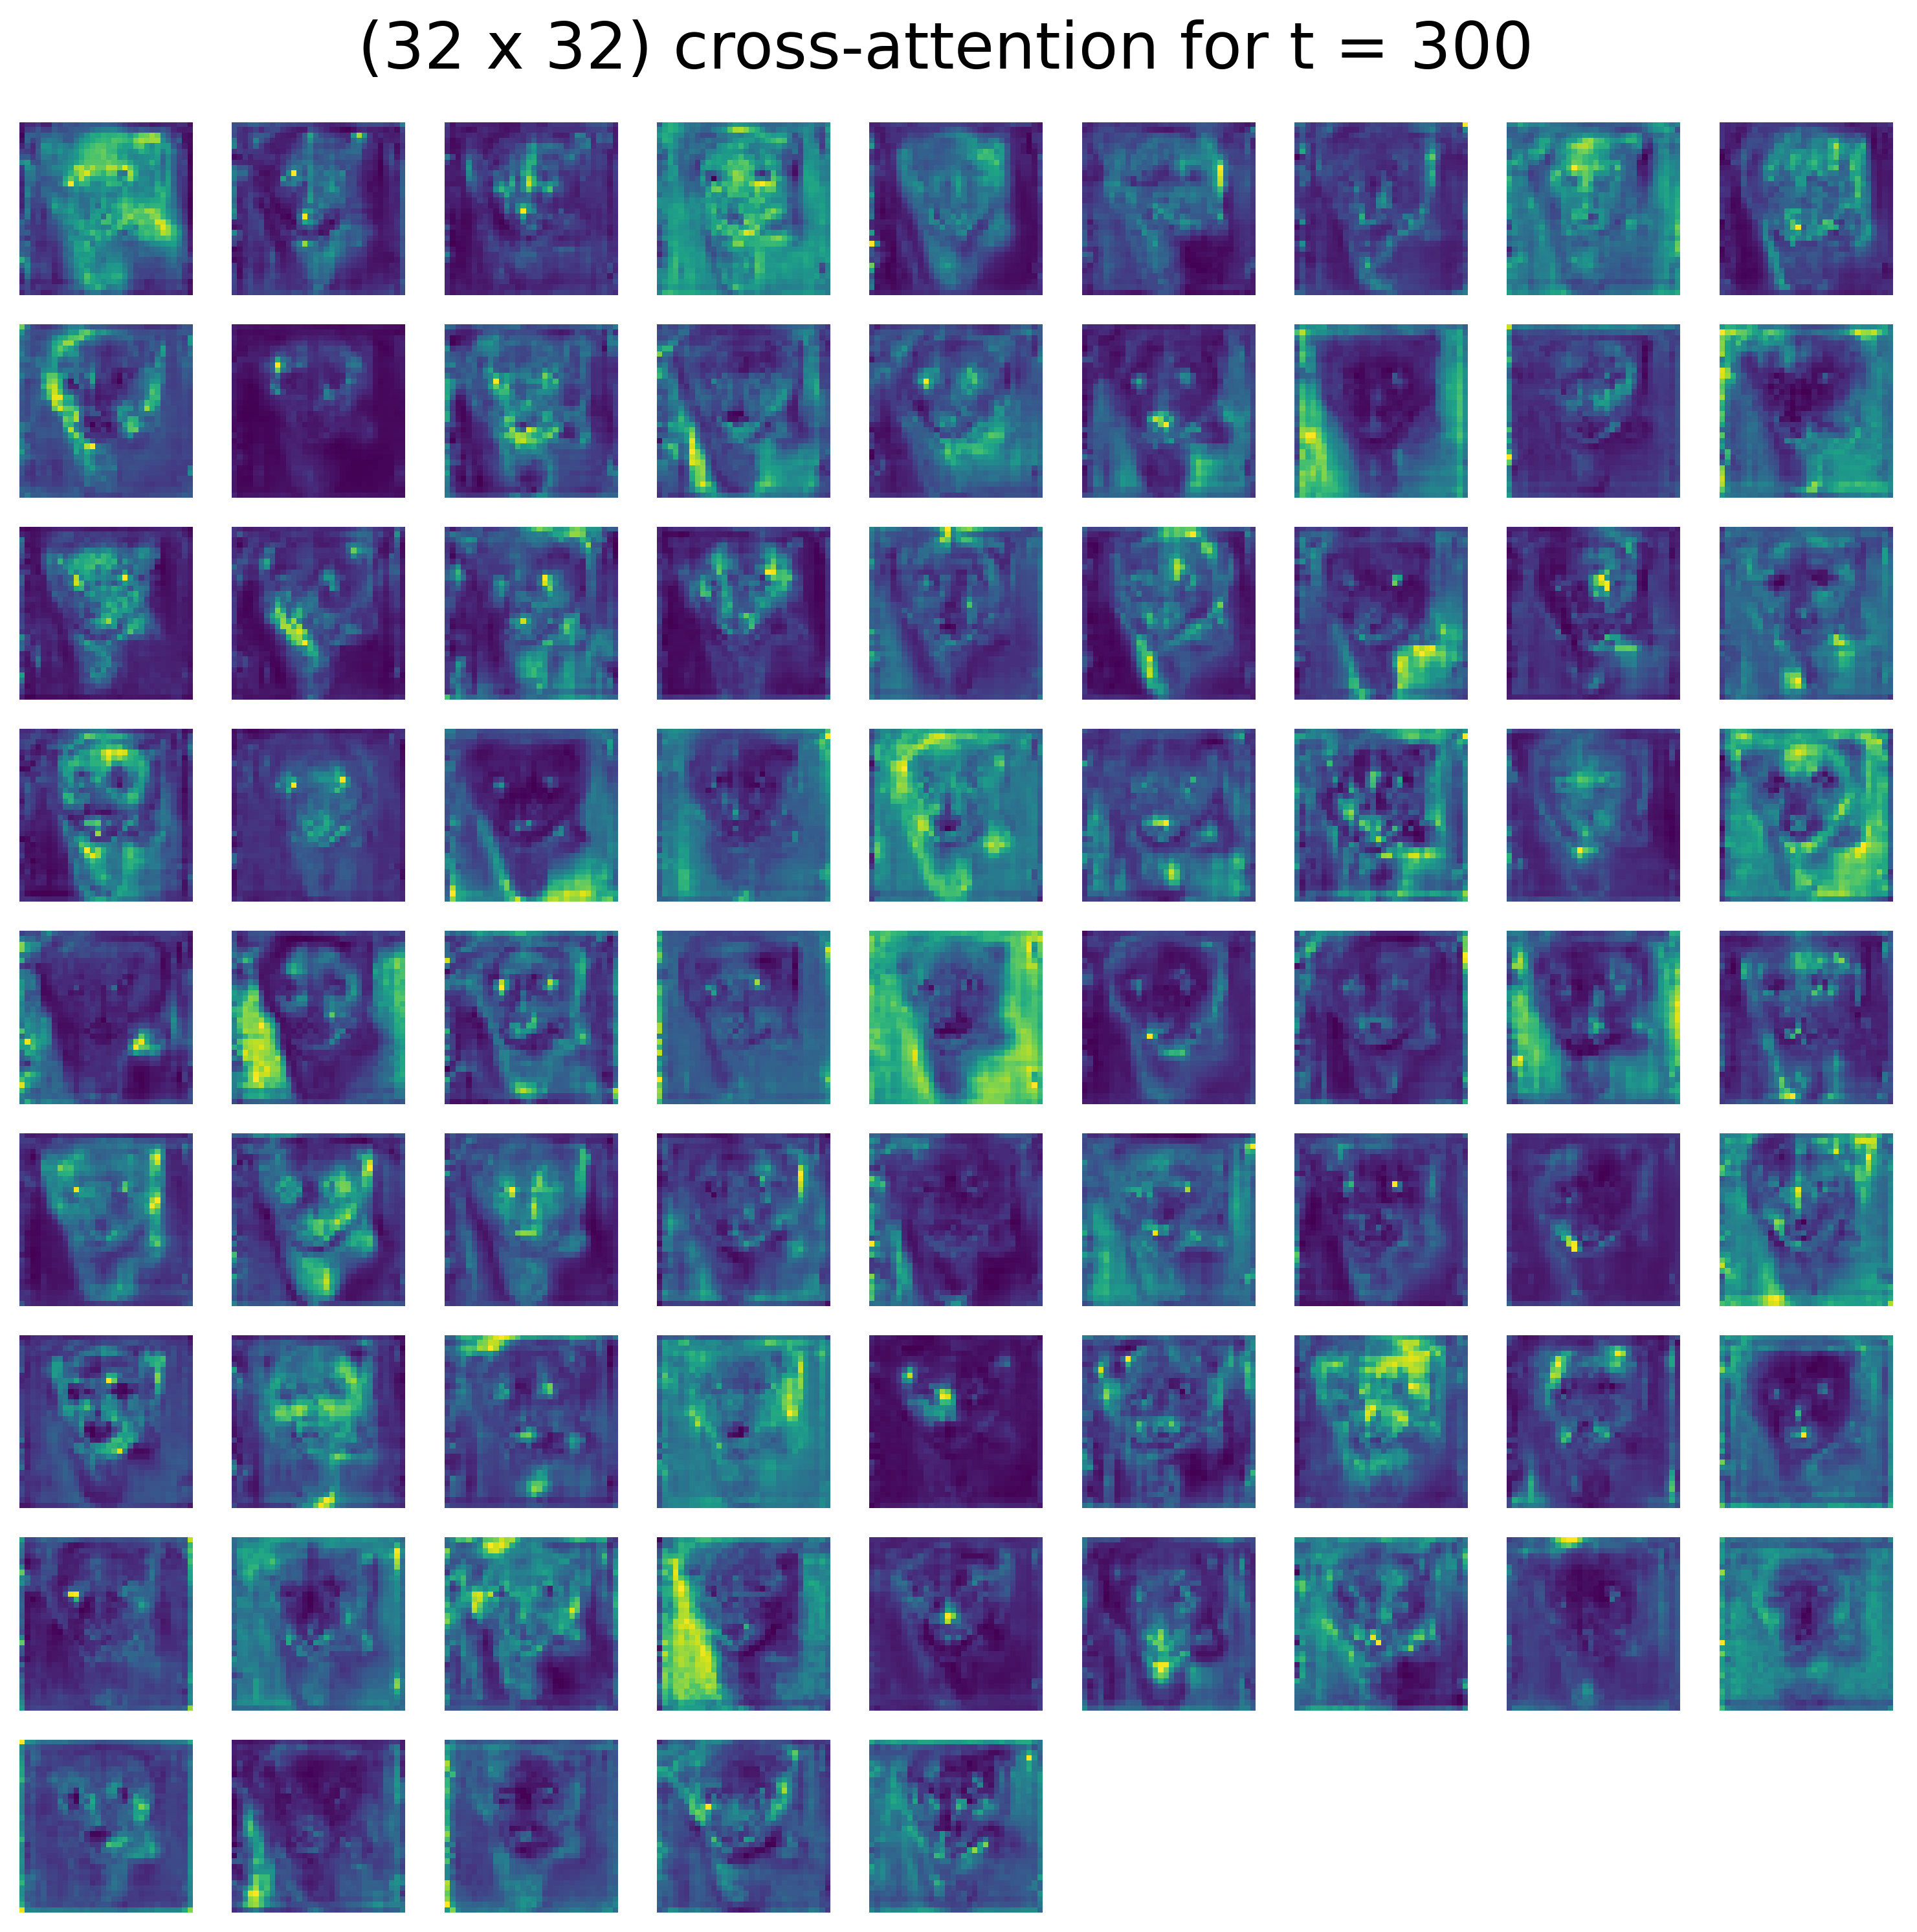 (32 x 32) cross-attention for t = 300